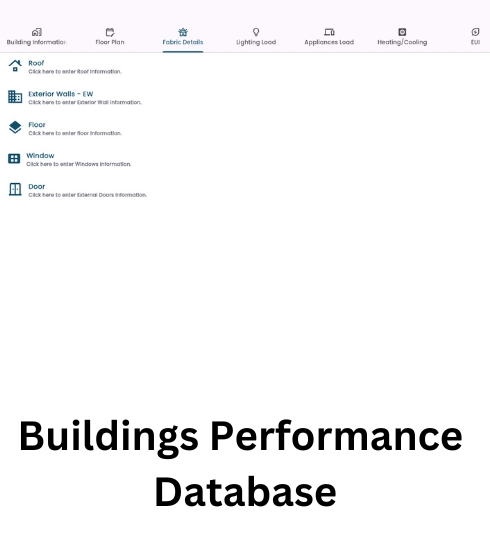 Building Information
Floor Plan
Fabric Details
Lighting Load
Appliances Load
Heating/Cooling
EUI
Roof
Click here to enter Roof Information.
Exterior Walls - EW
Click here to enter Exterior Wall Information.
Floor
Click here to enter floor Information.
Window
Click here to enter Windows Information.
Door
Click here to enter External Doors Information.
Buildings Performance
Database